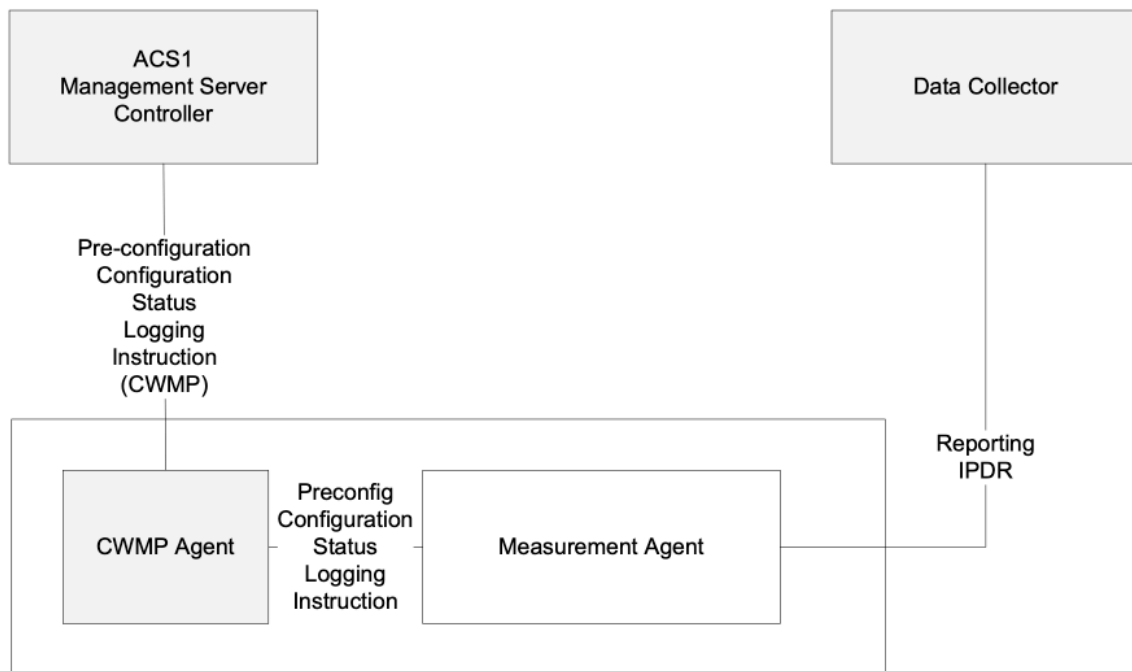 ACS1
Management Server
Controller
Data Collector
Pre-configuration
Configuration
Status
Logging
Instruction
(CWMP)
Reporting
IPDR
CWMP Agent
Preconfig
Configuration
Status
Logging
Instruction
Measurement Agent